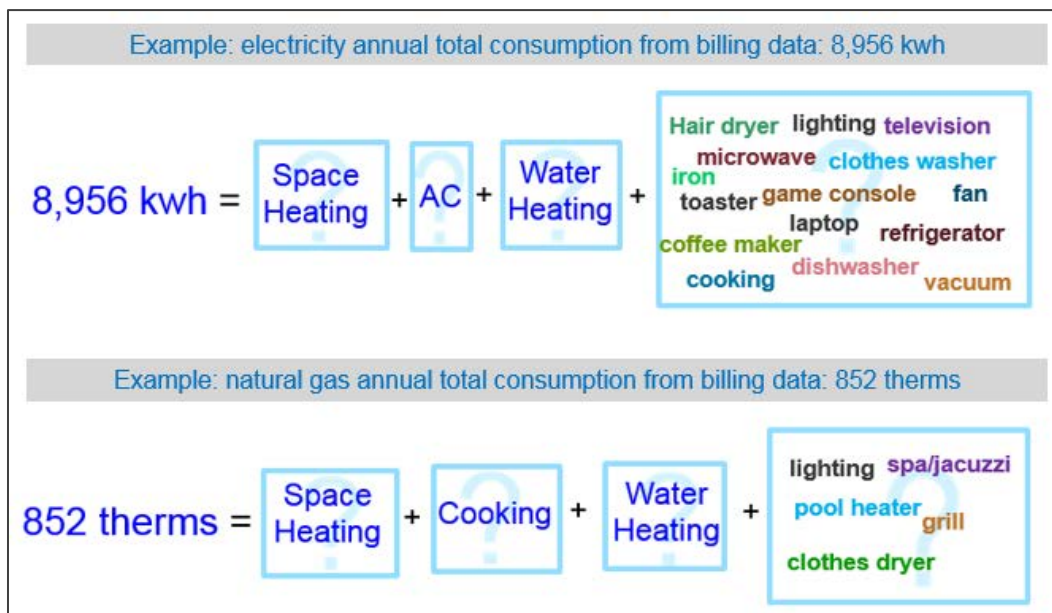 Example: electricity annual total consumption from billing data: 8,956 kwh
8,956 kwh = Space Heating + AC + Water Heating +
Hair dryer lighting television
microwave clothes washer
iron
toaster game console fan
laptop
coffee maker refrigerator
cooking dishwasher
vacuum
Example: natural gas annual total consumption from billing data: 852 therms
852 therms = Space Heating + Cooking + Water Heating +
lighting spa/jacuzzi
pool heater
grill
clothes dryer